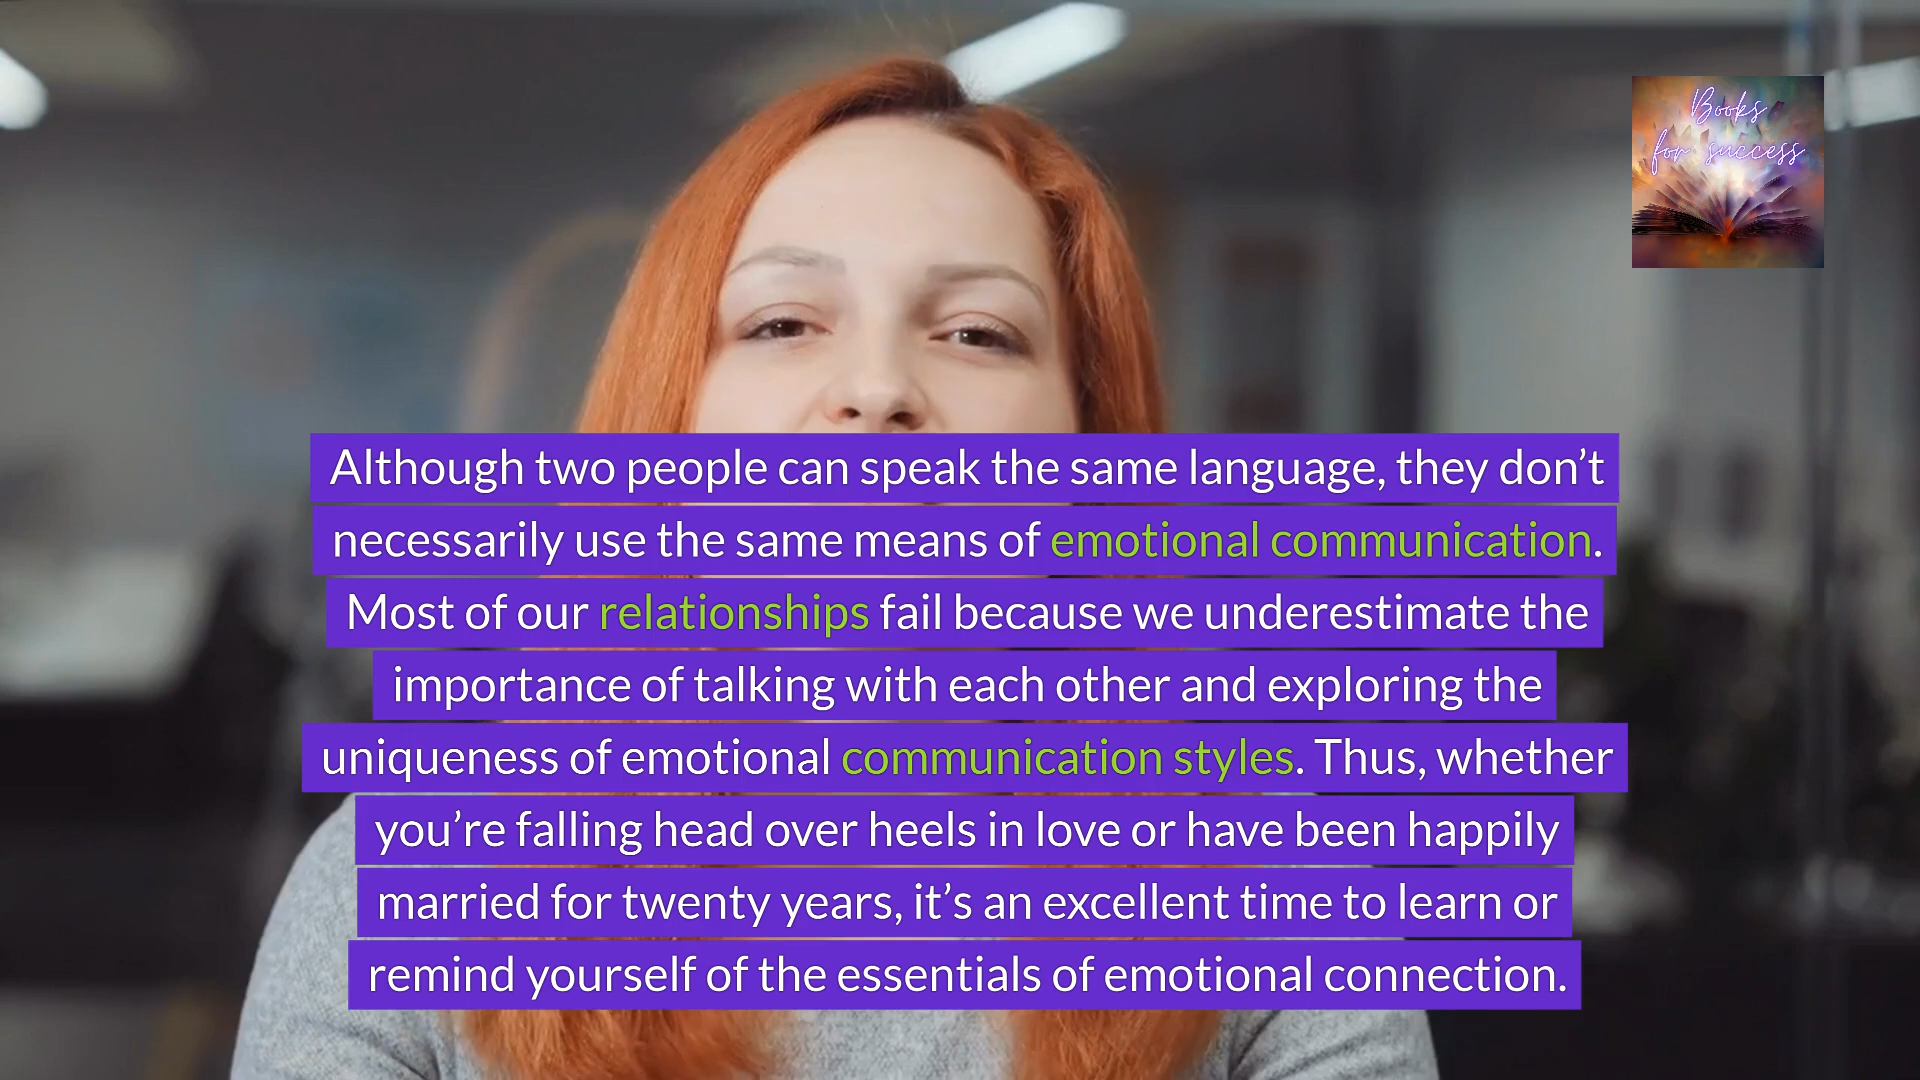 Books
for success
Although two people can speak the same language, they don’t
necessarily use the same means of emotional communication.
Most of our relationships fail because we underestimate the
importance of talking with each other and exploring the
uniqueness of emotional communication styles. Thus, whether
you’re falling head over heels in love or have been happily
married for twenty years, it’s an excellent time to learn or
remind yourself of the essentials of emotional connection.